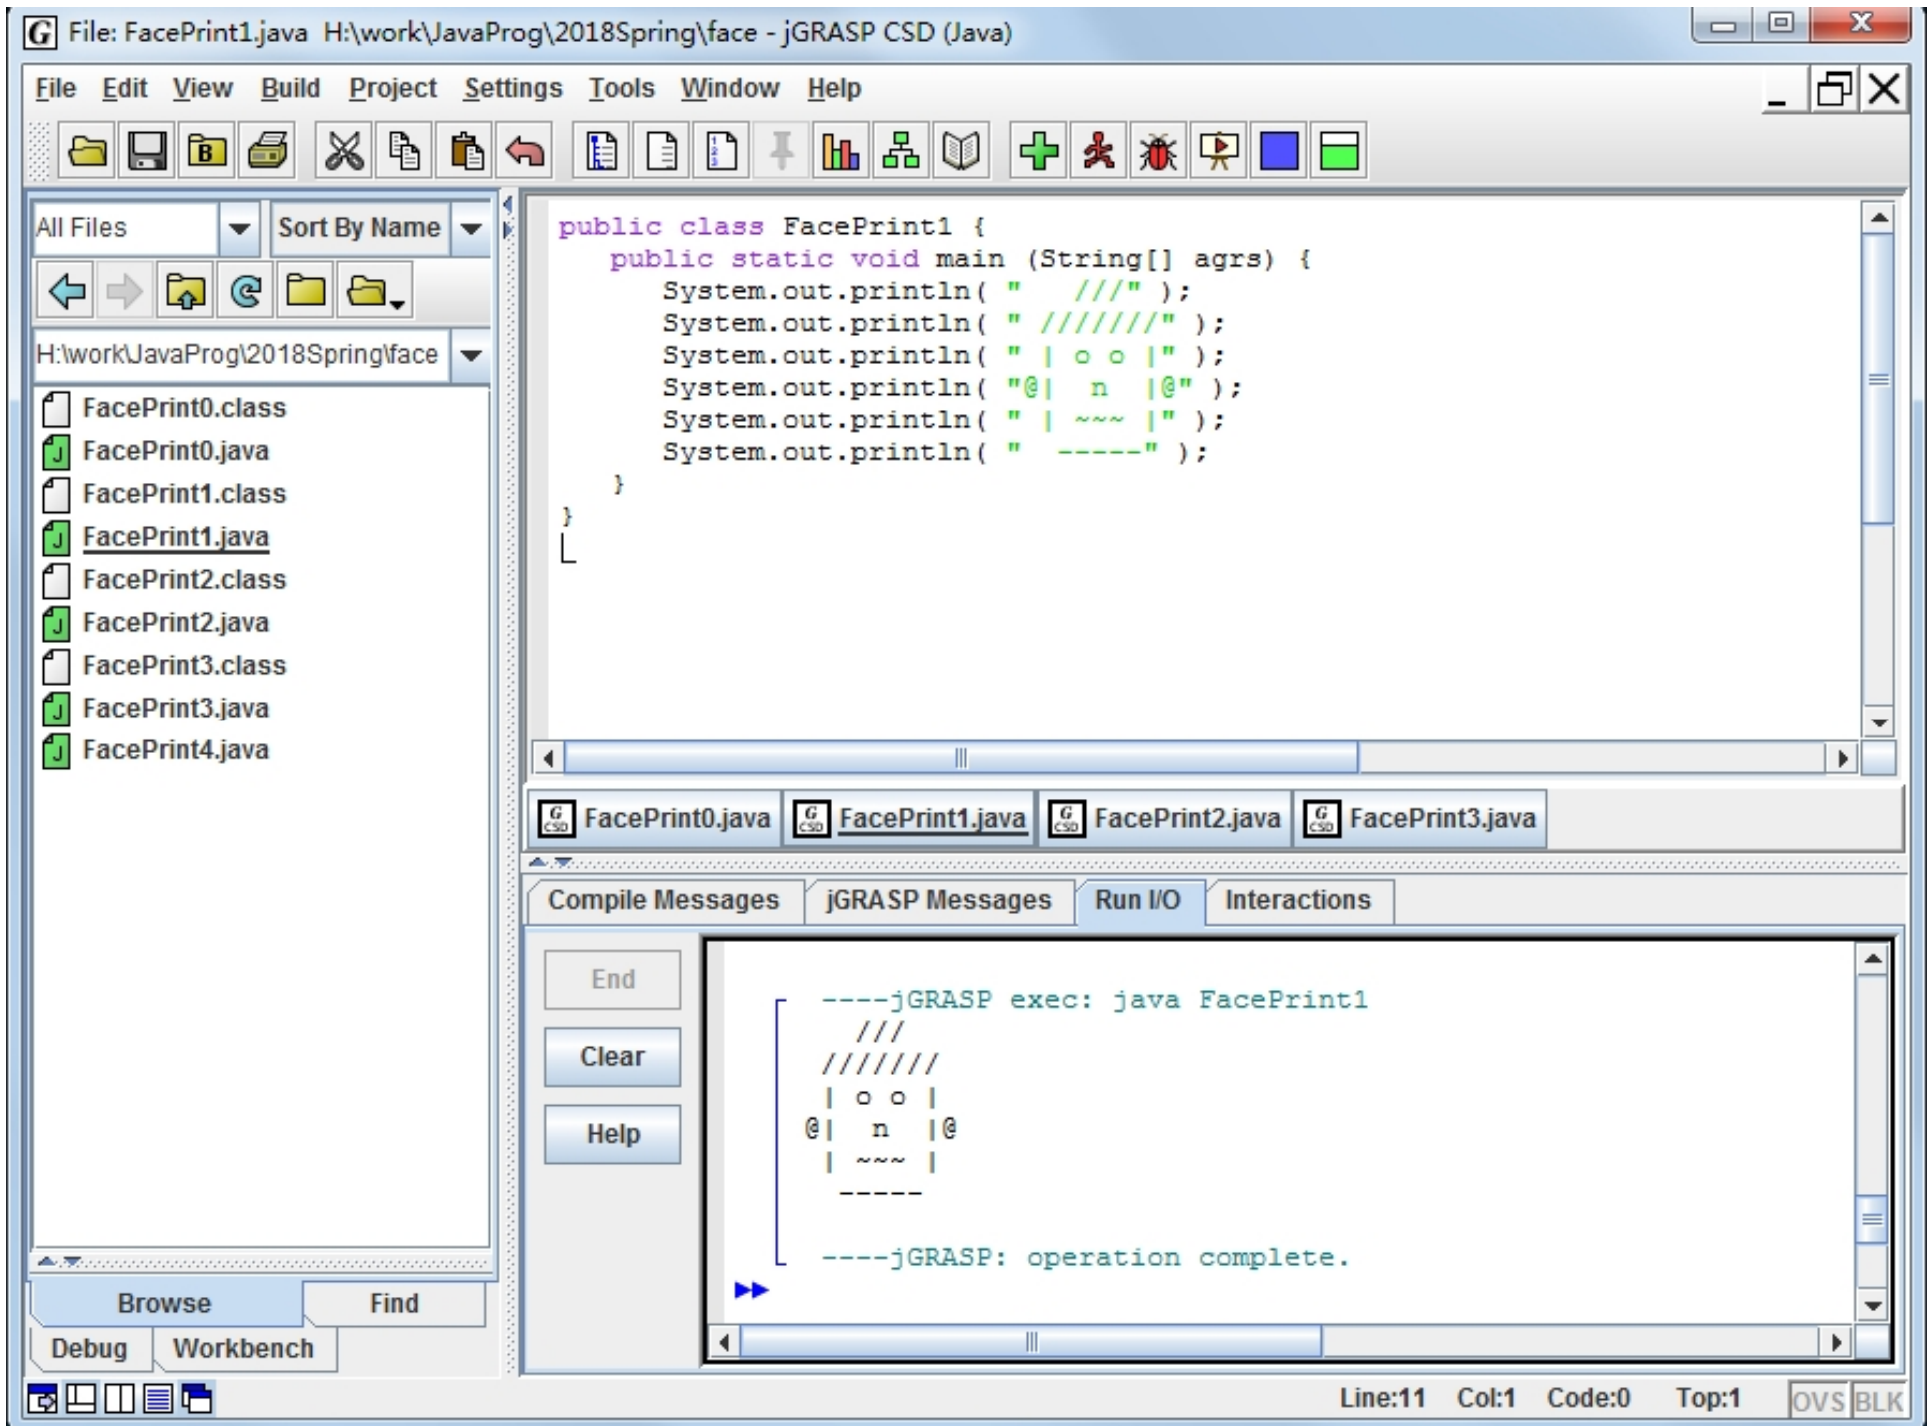 File: FacePrint1.java  H:\work\JavaProg\2018Spring\face - jGRASP CSD (Java)
File  Edit  View  Build  Project  Settings  Tools  Window  Help
All Files
Sort By Name
H:\work\JavaProg\2018Spring\face
FacePrint0.class
FacePrint0.java
FacePrint1.class
FacePrint1.java
FacePrint2.class
FacePrint2.java
FacePrint3.class
FacePrint3.java
FacePrint4.java
Browse
Find
Debug
Workbench
public class FacePrint1 {
   public static void main (String[] agrs) {
      System.out.println( "   ///" );
      System.out.println( " ///////" );
      System.out.println( " | o o |" );
      System.out.println( "@|  n  |@" );
      System.out.println( " | ~~~ |" );
      System.out.println( "  -----" );
   }
}
FacePrint0.java
FacePrint1.java
FacePrint2.java
FacePrint3.java
Compile Messages
jGRASP Messages
Run I/O
Interactions
End
Clear
Help
 ----jGRASP exec: java FacePrint1
   ///
 ///////
 | o o |
@|  n  |@
 | ~~~ |
  -----
 ----jGRASP: operation complete.
Line:11  Col:1  Code:0  Top:1  OVS BLK